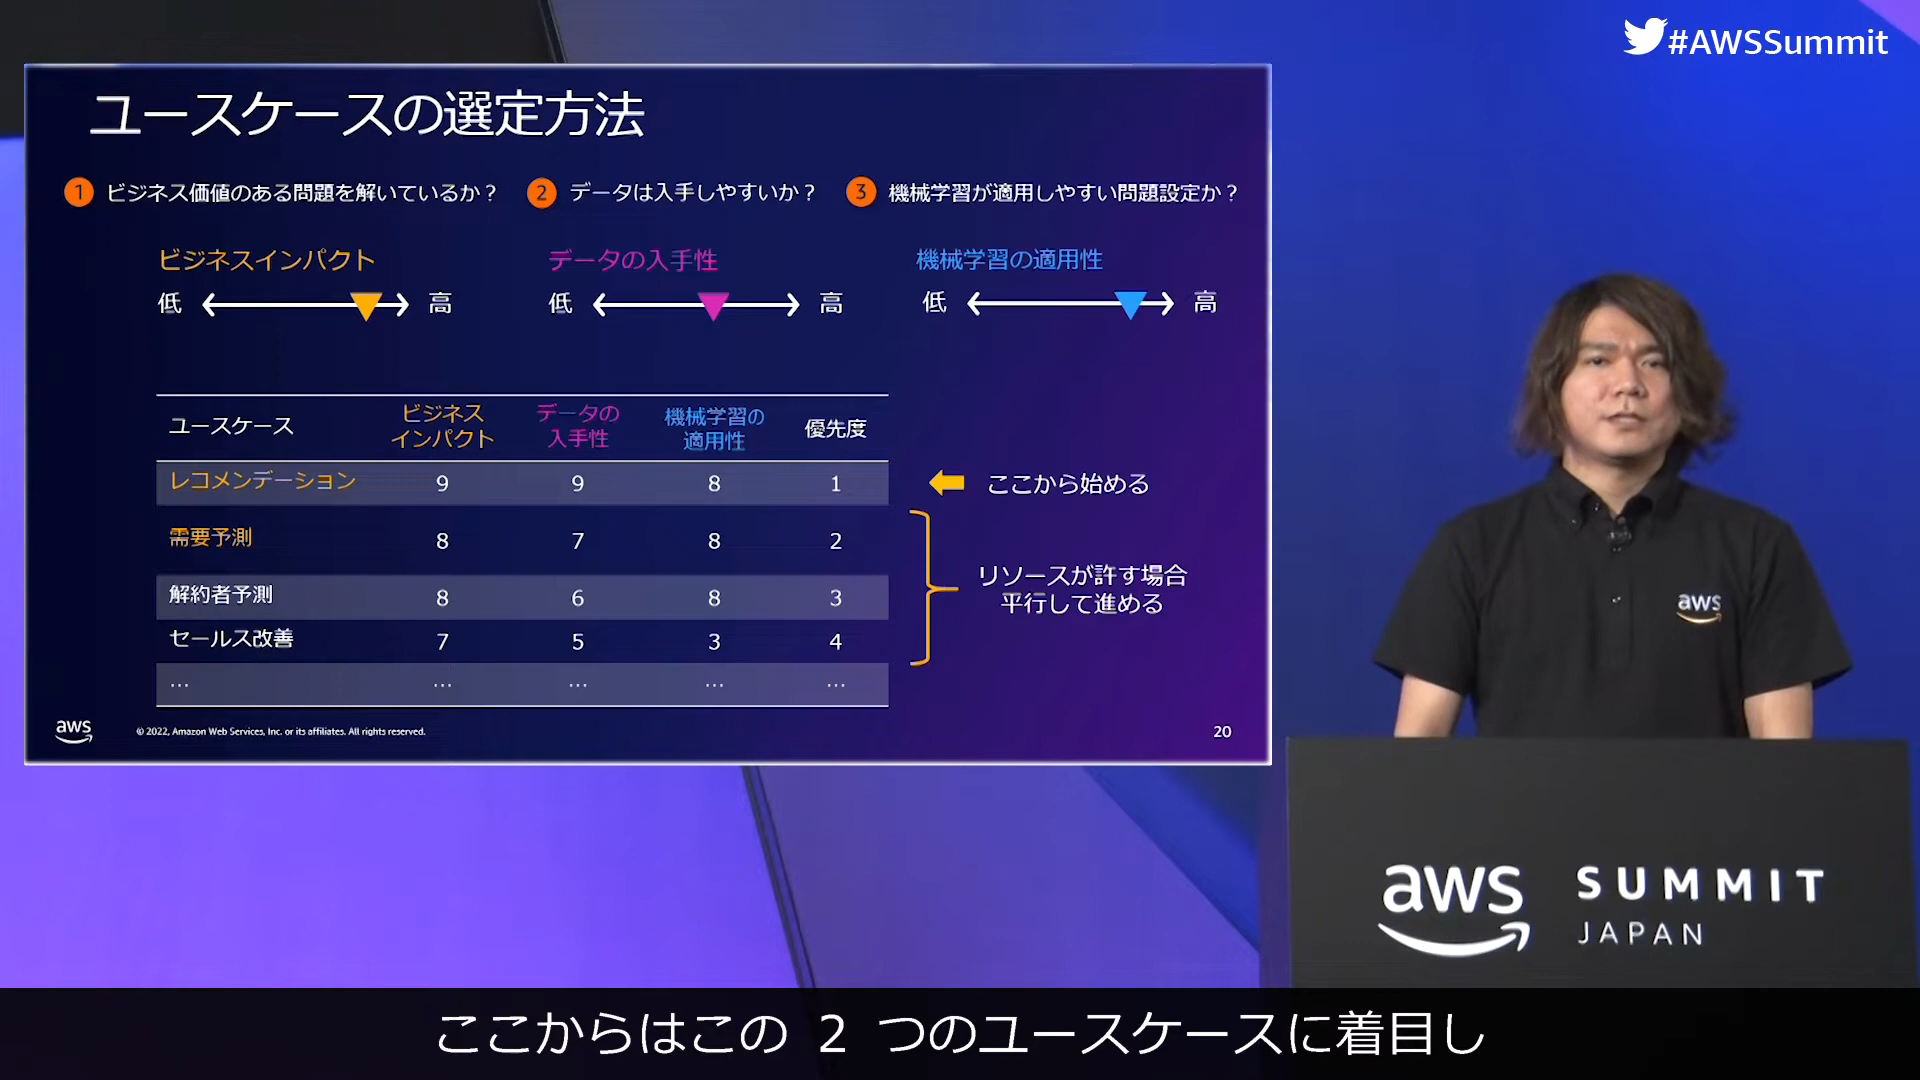 #AWSSummit
ユースケースの選定方法
1 ビジネス価値のある問題を解いているか？
2 データは入手しやすいか？
3 機械学習が適用しやすい問題設定か？
ビジネスインパクト
低 高
データの入手性
低 高
機械学習の適用性
低 高
ユースケース ビジネス インパクト データの 入手性 機械学習の 適用性 優先度
レコメンデーション 9 9 8 1
需要予測 8 7 8 2
解約者予測 8 6 8 3
セールス改善 7 5 3 4
… … … … …
ここから始める
リソースが許す場合
平行して進める
aws
© 2022, Amazon Web Services, Inc. or its affiliates. All rights reserved.
20
aws
aws SUMMIT
JAPAN
ここからはこの 2 つのユースケースに着目し